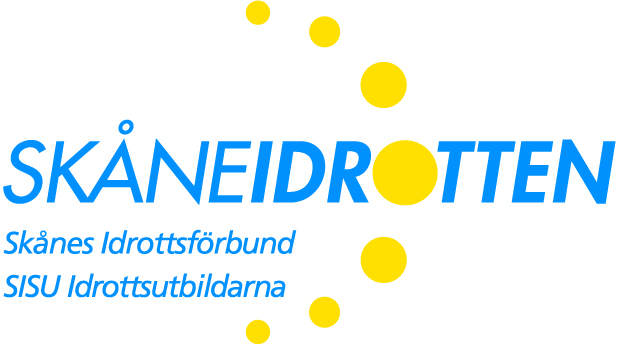 SKÅNEIDROTTEN
Skånes Idrottsförbund
SISU Idrottsutbildarna